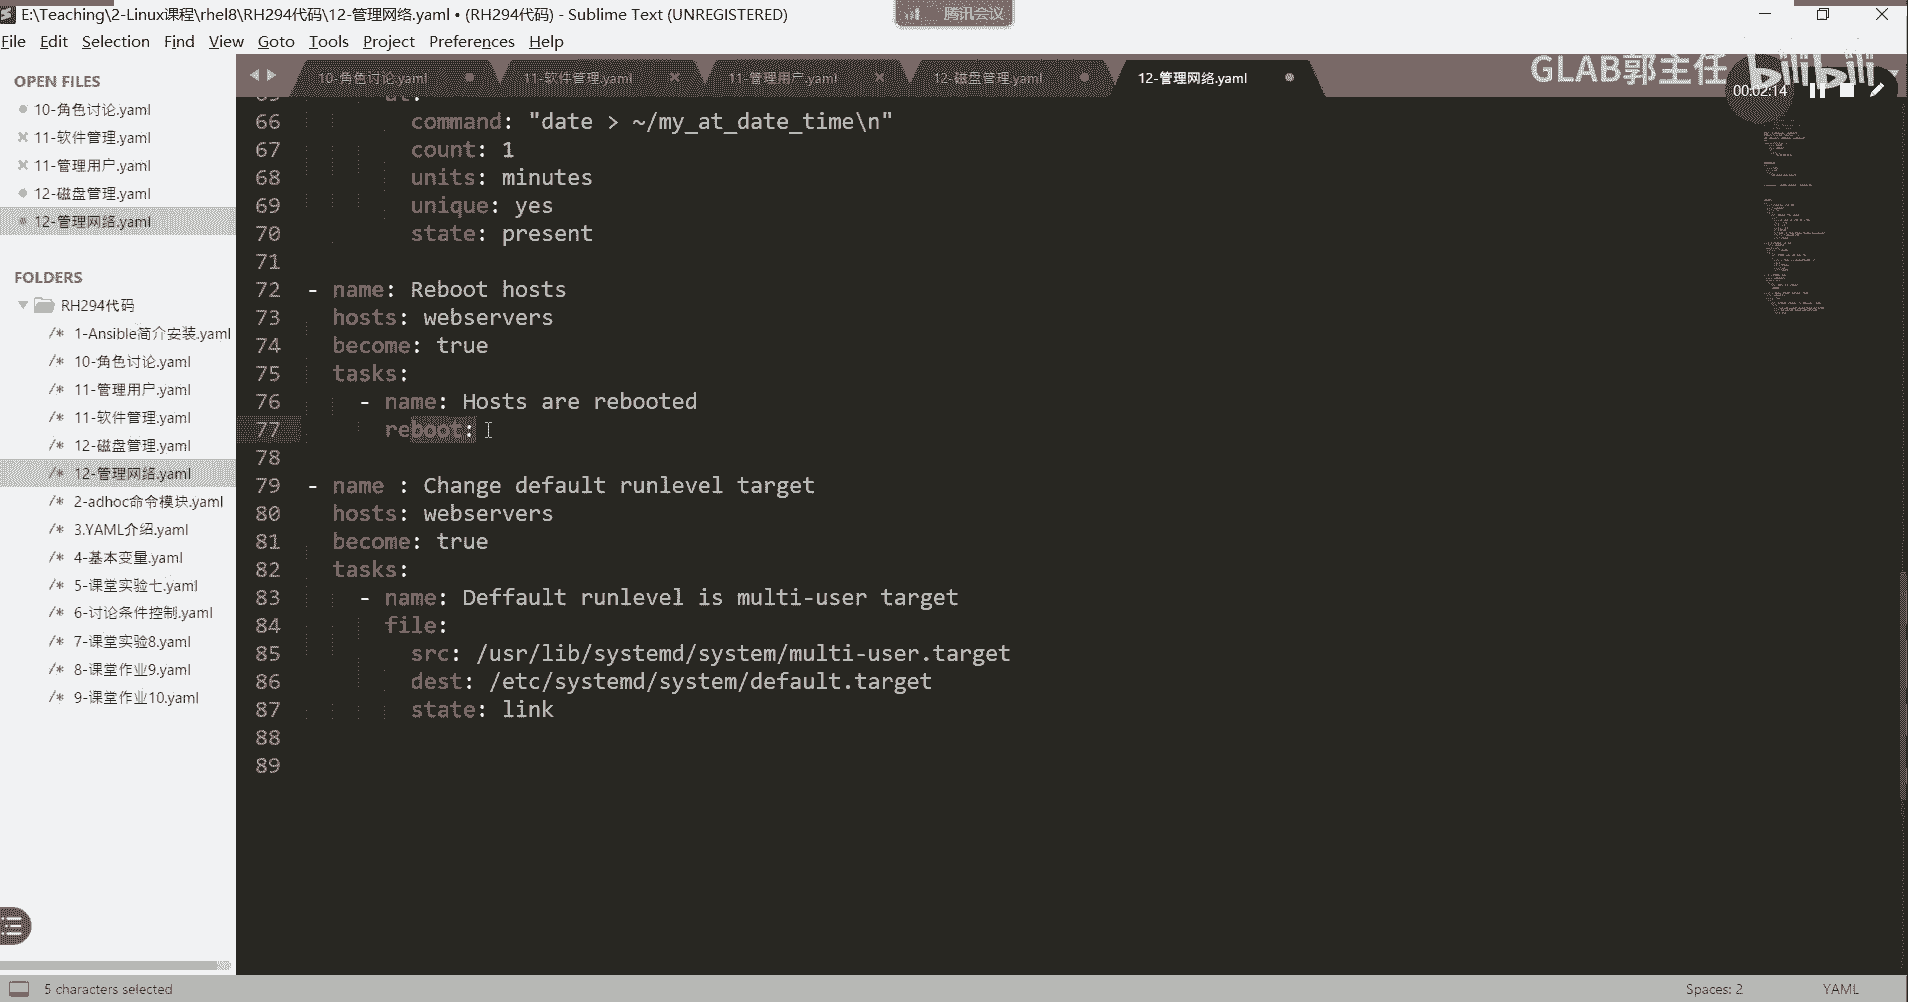 E:\Teaching\2-Linux课程\rhel8\RH294代码\12-管理网络.yaml • (RH294代码) - Sublime Text (UNREGISTERED)
腾讯会议
File Edit Selection Find View Goto Tools Project Preferences Help
GLAB郭主任 bilibili
00:02:14
OPEN FILES
10-角色讨论.yaml
11-软件管理.yaml
11-管理用户.yaml
12-磁盘管理.yaml
12-管理网络.yaml
FOLDERS
RH294代码
/* 1-Ansible简介安装.yaml
/* 10-角色讨论.yaml
/* 11-管理用户.yaml
/* 11-软件管理.yaml
/* 12-磁盘管理.yaml
/* 12-管理网络.yaml
/* 2-adhoc命令模块.yaml
/* 3.YAML介绍.yaml
/* 4-基本变量.yaml
/* 5-课堂实验七.yaml
/* 6-讨论条件控制.yaml
/* 7-课堂实验8.yaml
/* 8-课堂作业9.yaml
/* 9-课堂作业10.yaml
10-角色讨论.yaml 11-软件管理.yaml 11-管理用户.yaml 12-磁盘管理.yaml 12-管理网络.yaml
65 at:
66 command: "date > ~/my_at_date_time\n"
67 count: 1
68 units: minutes
69 unique: yes
70 state: present
71
72 - name: Reboot hosts
73 hosts: webservers
74 become: true
75 tasks:
76 - name: Hosts are rebooted
77 reboot:
78
79 - name : Change default runlevel target
80 hosts: webservers
81 become: true
82 tasks:
83 - name: Deffault runlevel is multi-user target
84 file:
85 src: /usr/lib/systemd/system/multi-user.target
86 dest: /etc/systemd/system/default.target
87 state: link
88
89
5 characters selected
Spaces: 2
YAML